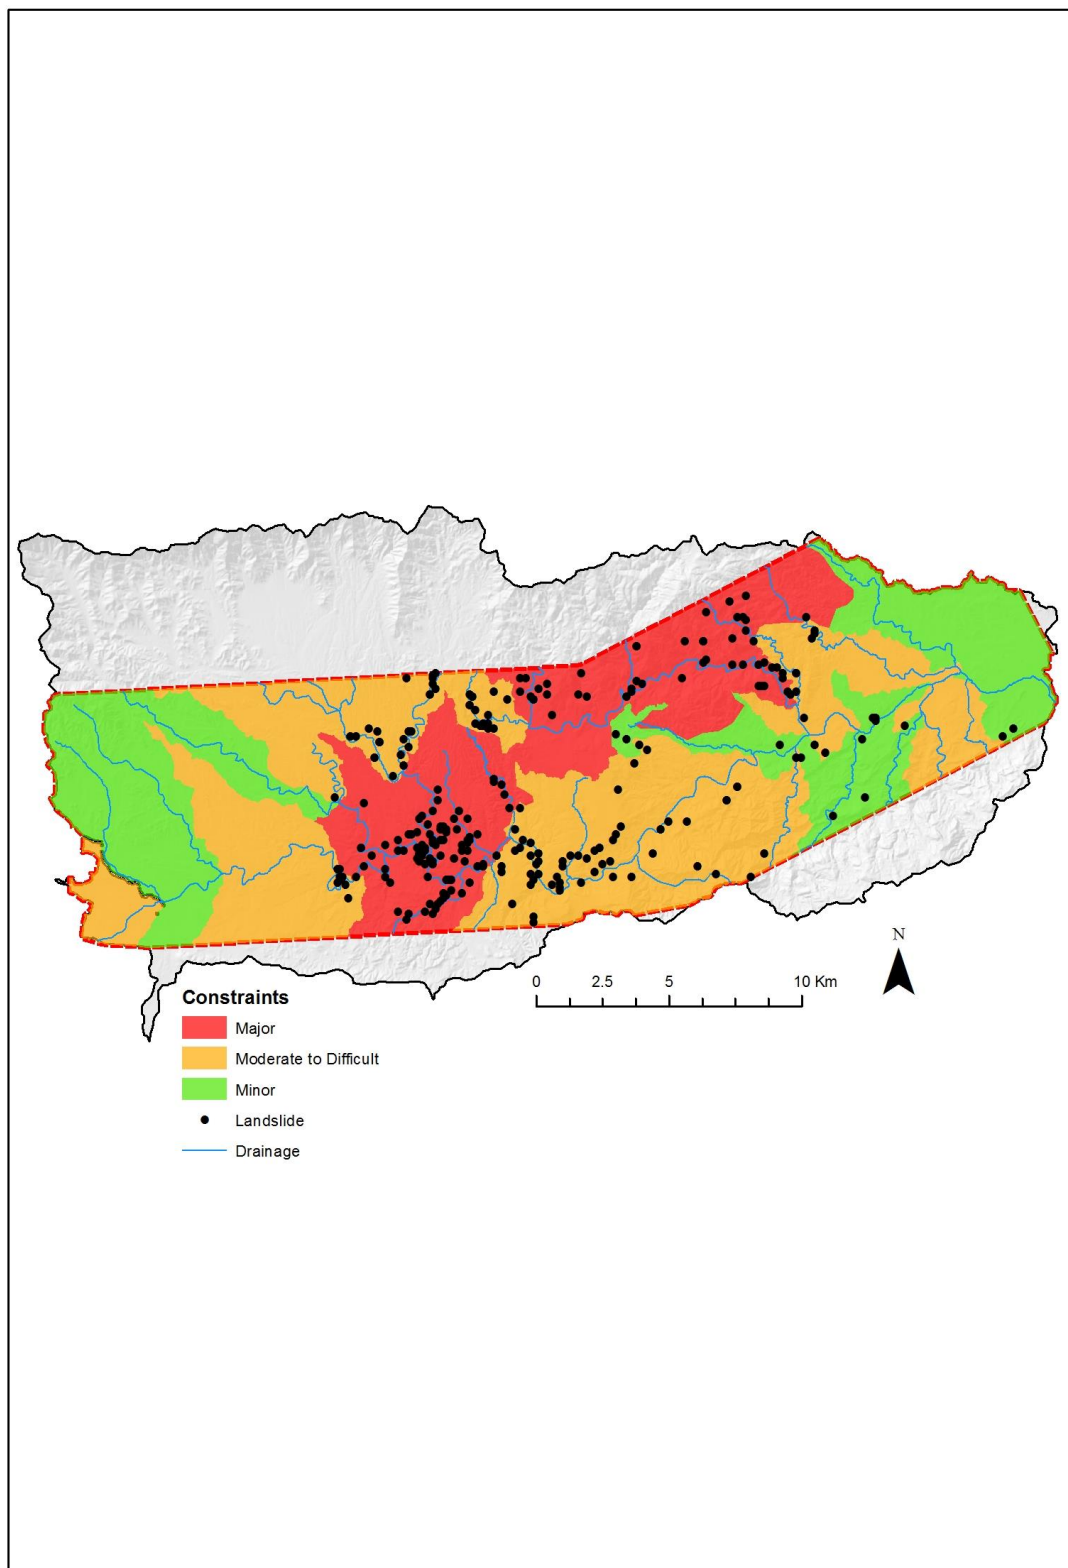 N
0 2.5 5 10 Km
Constraints
Major
Moderate to Difficult
Minor
Landslide
Drainage